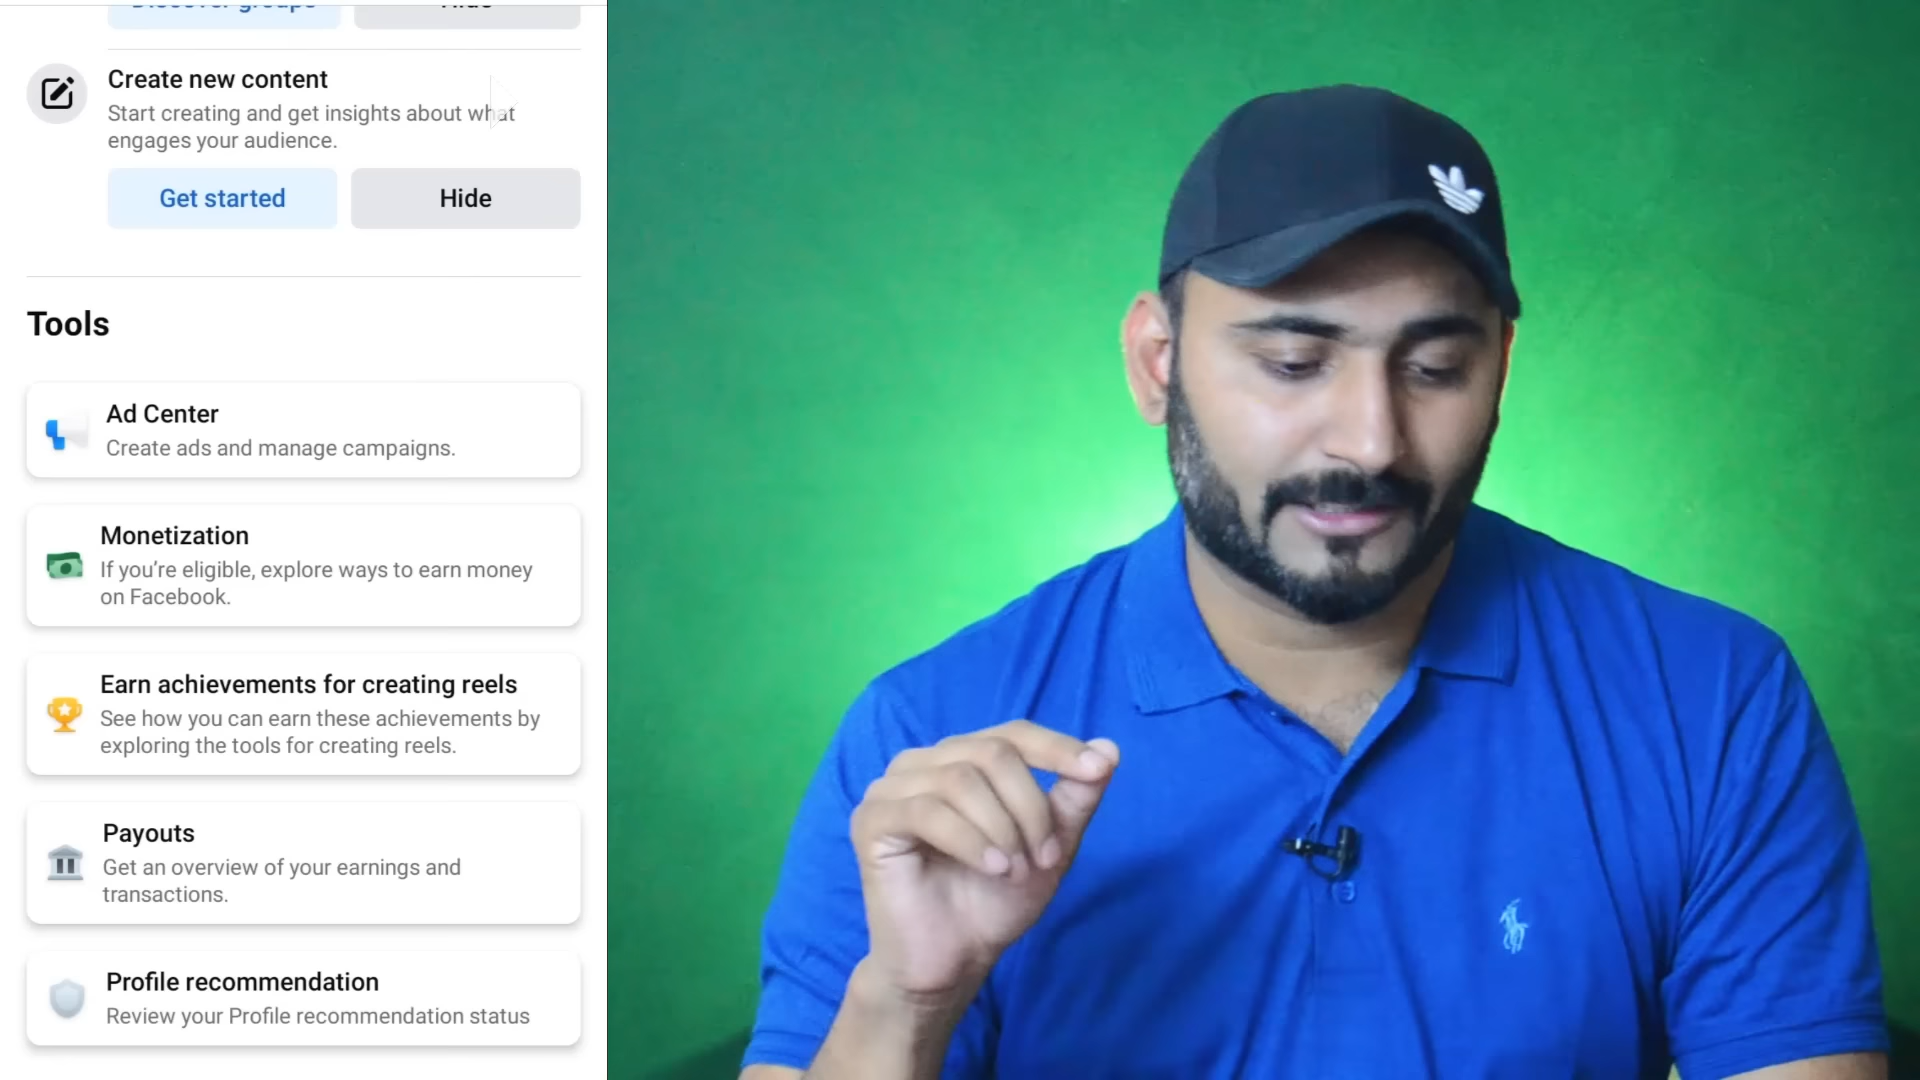 Discover groups
Hide
Create new content
Start creating and get insights about what
engages your audience.
Get started
Hide
Tools
Ad Center
Create ads and manage campaigns.
Monetization
If you’re eligible, explore ways to earn money
on Facebook.
Earn achievements for creating reels
See how you can earn these achievements by
exploring the tools for creating reels.
Payouts
Get an overview of your earnings and
transactions.
Profile recommendation
Review your Profile recommendation status